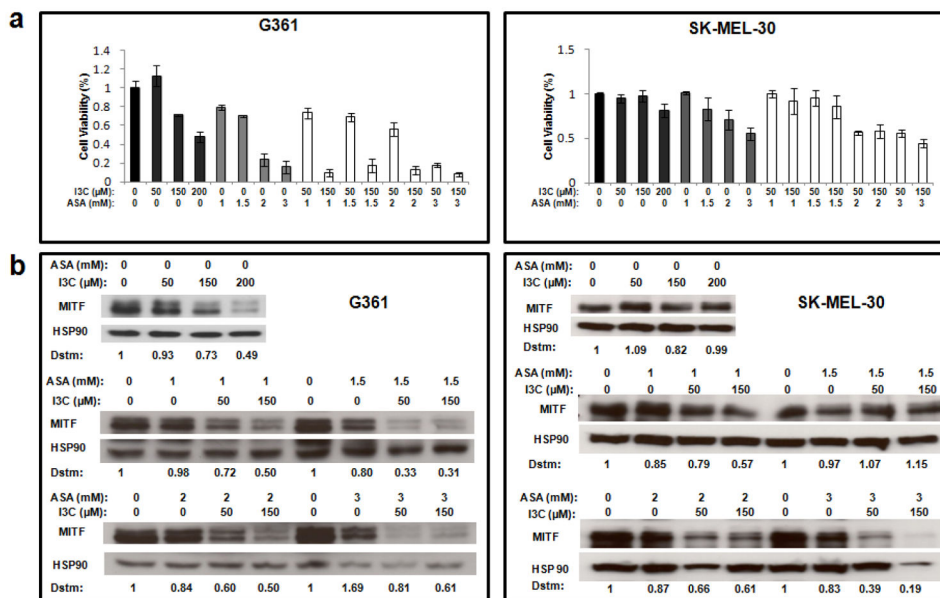 a
G361
Cell Viability (%)
1.4
1.2
1
0.8
0.6
0.4
0.2
0
I3C (µM): 0 50 150 200 0 0 0 0 50 150 50 150 50 150 50 150
ASA (mM): 0 0 0 0 1 1.5 2 3 1 1 1.5 1.5 2 2 3 3
SK-MEL-30
Cell Viability (%)
1.5
1
0.5
0
I3C (µM): 0 50 150 200 0 0 0 0 50 150 50 150 50 150 50 150
ASA (mM): 0 0 0 0 1 1.5 2 3 1 1 1.5 1.5 2 2 3 3
b
ASA (mM): 0 0 0 0
I3C (µM): 0 50 150 200
G361
MITF
HSP90
Dstm: 1 0.93 0.73 0.49
ASA (mM): 0 1 1 1 0 1.5 1.5 1.5
I3C (µM): 0 0 50 150 0 0 50 150
MITF
HSP90
Dstm: 1 0.98 0.72 0.50 1 0.80 0.33 0.31
ASA (mM): 0 2 2 2 0 3 3 3
I3C (µM): 0 0 50 150 0 0 50 150
MITF
HSP90
Dstm: 1 0.84 0.60 0.50 1 1.69 0.81 0.61
ASA (mM): 0 0 0 0
I3C (µM): 0 50 150 200
SK-MEL-30
MITF
HSP90
Dstm: 1 1.09 0.82 0.99
ASA (mM): 0 1 1 1 0 1.5 1.5 1.5
I3C (µM): 0 0 50 150 0 0 50 150
MITF
HSP90
Dstm: 1 0.85 0.79 0.57 1 0.97 1.07 1.15
ASA (mM): 0 2 2 2 0 3 3 3
I3C (µM): 0 0 50 150 0 0 50 150
MITF
HSP90
Dstm: 1 0.87 0.66 0.61 1 0.83 0.39 0.19